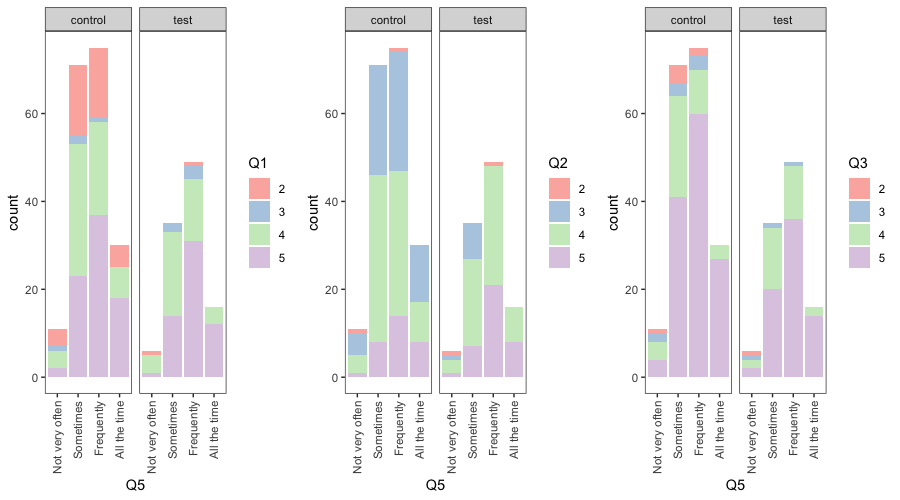 control
test
60
40
20
0
count
Not very often
Sometimes
Frequently
All the time
Not very often
Sometimes
Frequently
All the time
Q5
Q1
2
3
4
5
control
test
60
40
20
0
count
Not very often
Sometimes
Frequently
All the time
Not very often
Sometimes
Frequently
All the time
Q5
Q2
2
3
4
5
control
test
60
40
20
0
count
Not very often
Sometimes
Frequently
All the time
Not very often
Sometimes
Frequently
All the time
Q5
Q3
2
3
4
5